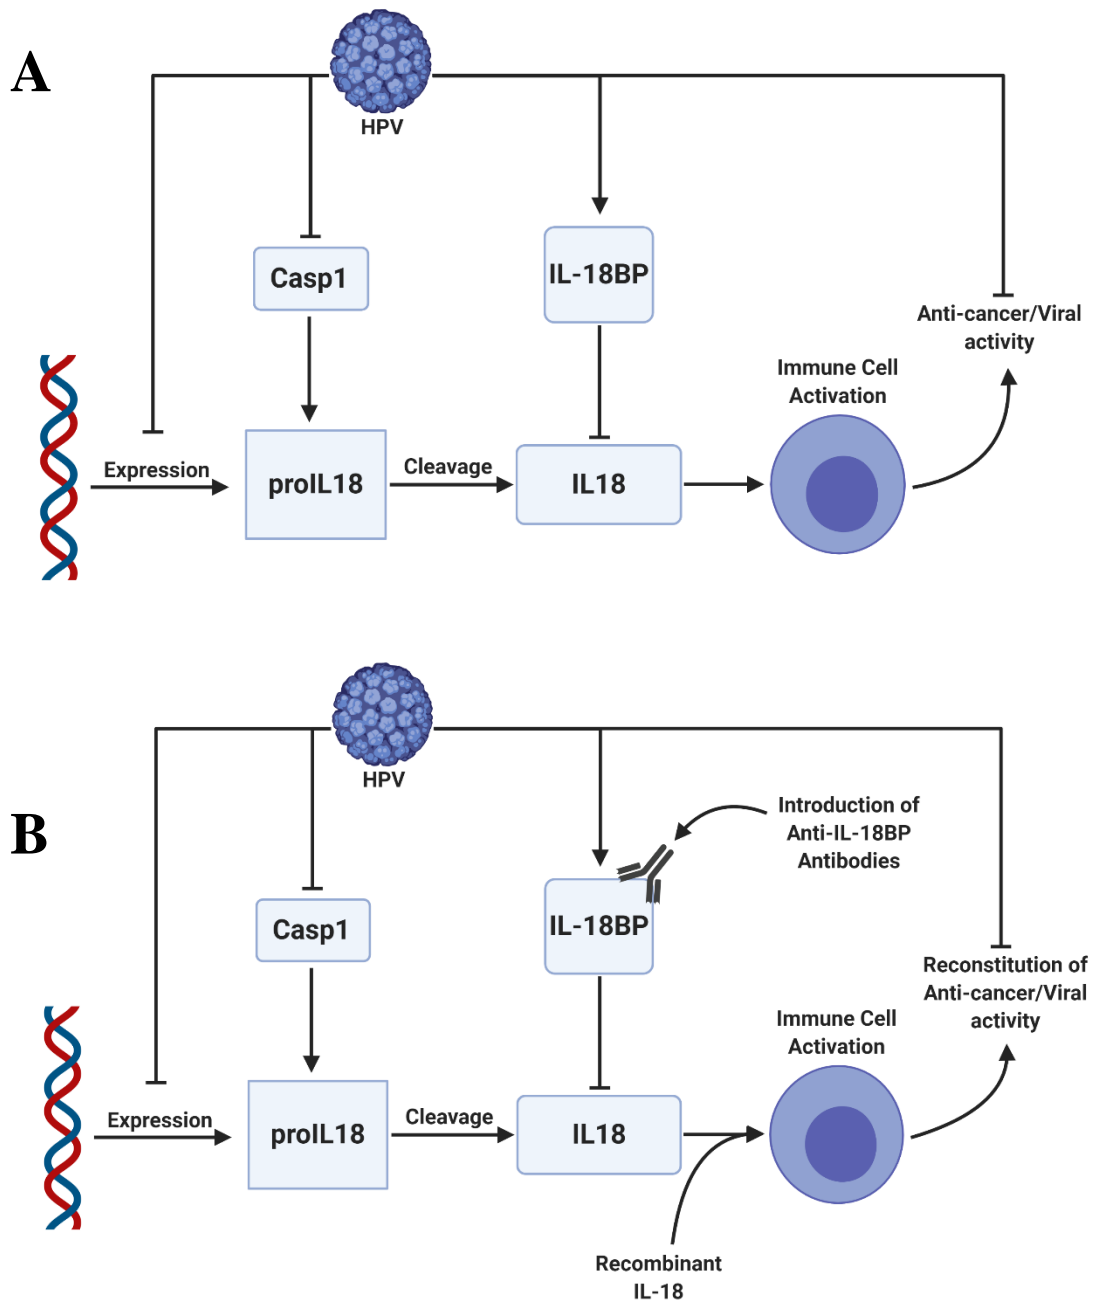 A
HPV
Casp1
IL-18BP
Anti-cancer/Viral
activity
Immune Cell
Activation
Expression
proIL18
Cleavage
IL18
B
HPV
Introduction of
Anti-IL-18BP
Antibodies
Casp1
IL-18BP
Reconstitution of
Anti-cancer/Viral
activity
Immune Cell
Activation
Expression
proIL18
Cleavage
IL18
Recombinant
IL-18